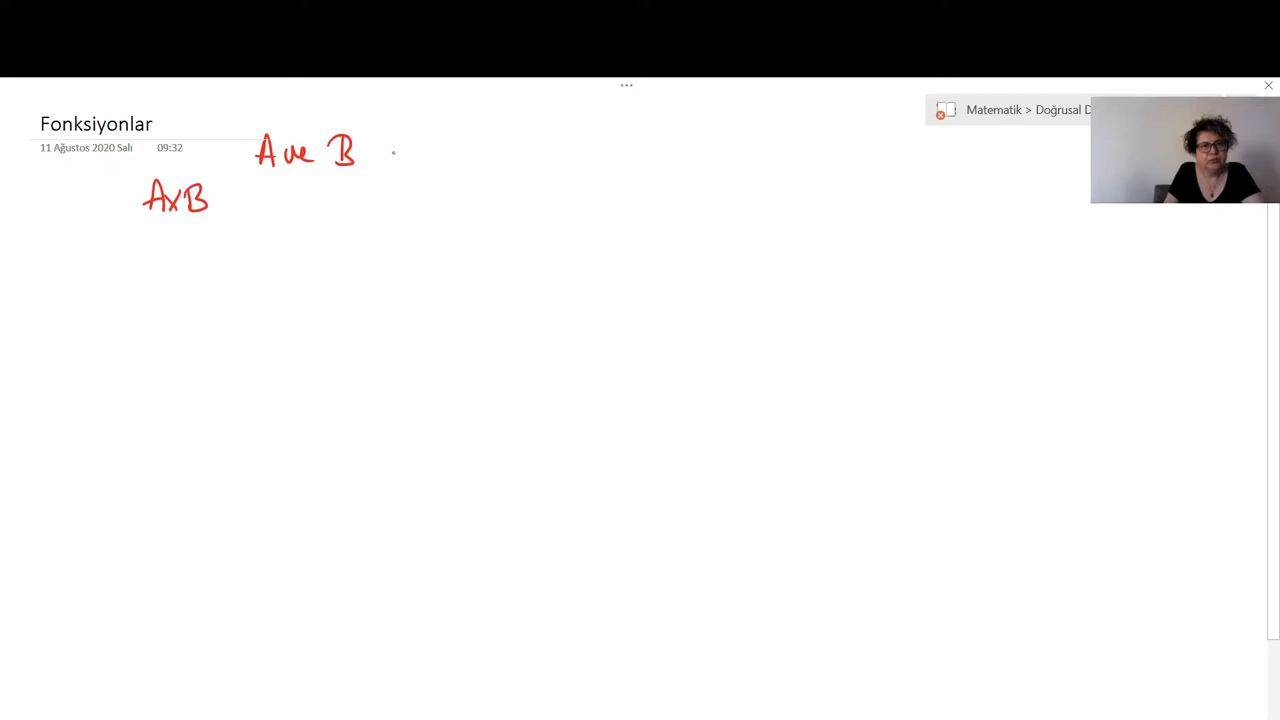 Fonksiyonlar
11 Ağustos 2020 Salı 09:32
A ve B
AxB
Matematik > Doğrusal D